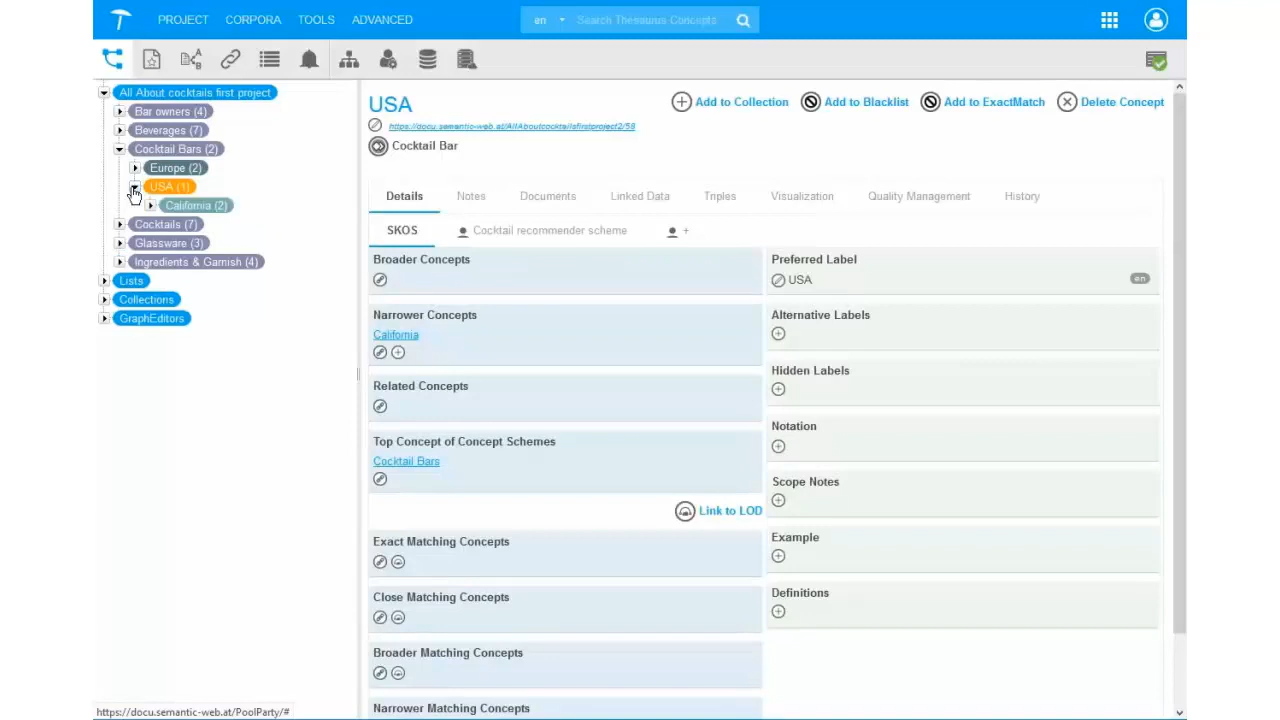 PROJECT CORPORA TOOLS ADVANCED en Search Thesaurus Concepts
All About cocktails first project
Bar owners (4)
Beverages (7)
Cocktail Bars (2)
Europe (2)
USA (1)
California (2)
Cocktails (7)
Glassware (3)
Ingredients & Garnish (4)
Lists
Collections
GraphEditors
USA
Add to Collection Add to Blacklist Add to ExactMatch Delete Concept
https://docu.semantic-web.at/AllAboutcocktailsfirstproject2/58
Cocktail Bar
Details Notes Documents Linked Data Triples Visualization Quality Management History
SKOS Cocktail recommender scheme +
Broader Concepts
Narrower Concepts
California
Related Concepts
Top Concept of Concept Schemes
Cocktail Bars
Link to LOD
Exact Matching Concepts
Close Matching Concepts
Broader Matching Concepts
Narrower Matching Concepts
Preferred Label
USA en
Alternative Labels
Hidden Labels
Notation
Scope Notes
Example
Definitions
https://docu.semantic-web.at/PoolParty/#